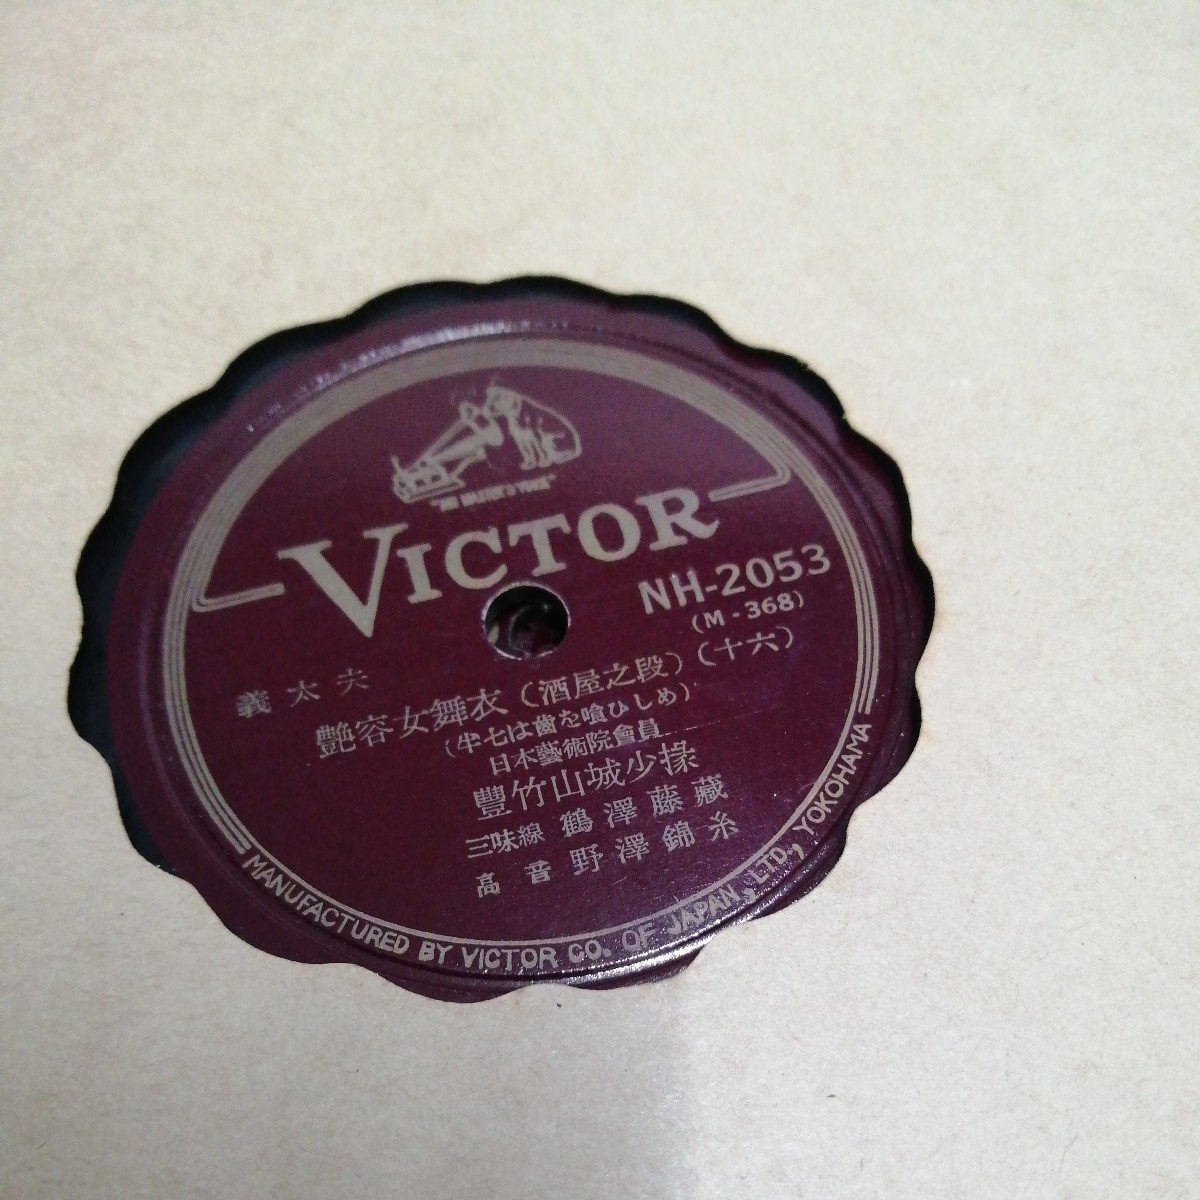 "HIS MASTER'S VOICE"
VICTOR
NH-2053
(M-368)
義太夫
艶容女舞衣(酒屋之段)(十六)
(半七は歯を喰ひしめ)
日本藝術院會員
豐竹山城少掾
三味線 鶴澤藤藏
高音 野澤錦糸
MANUFACTURED BY VICTOR CO. OF JAPAN, LTD., YOKOHAMA